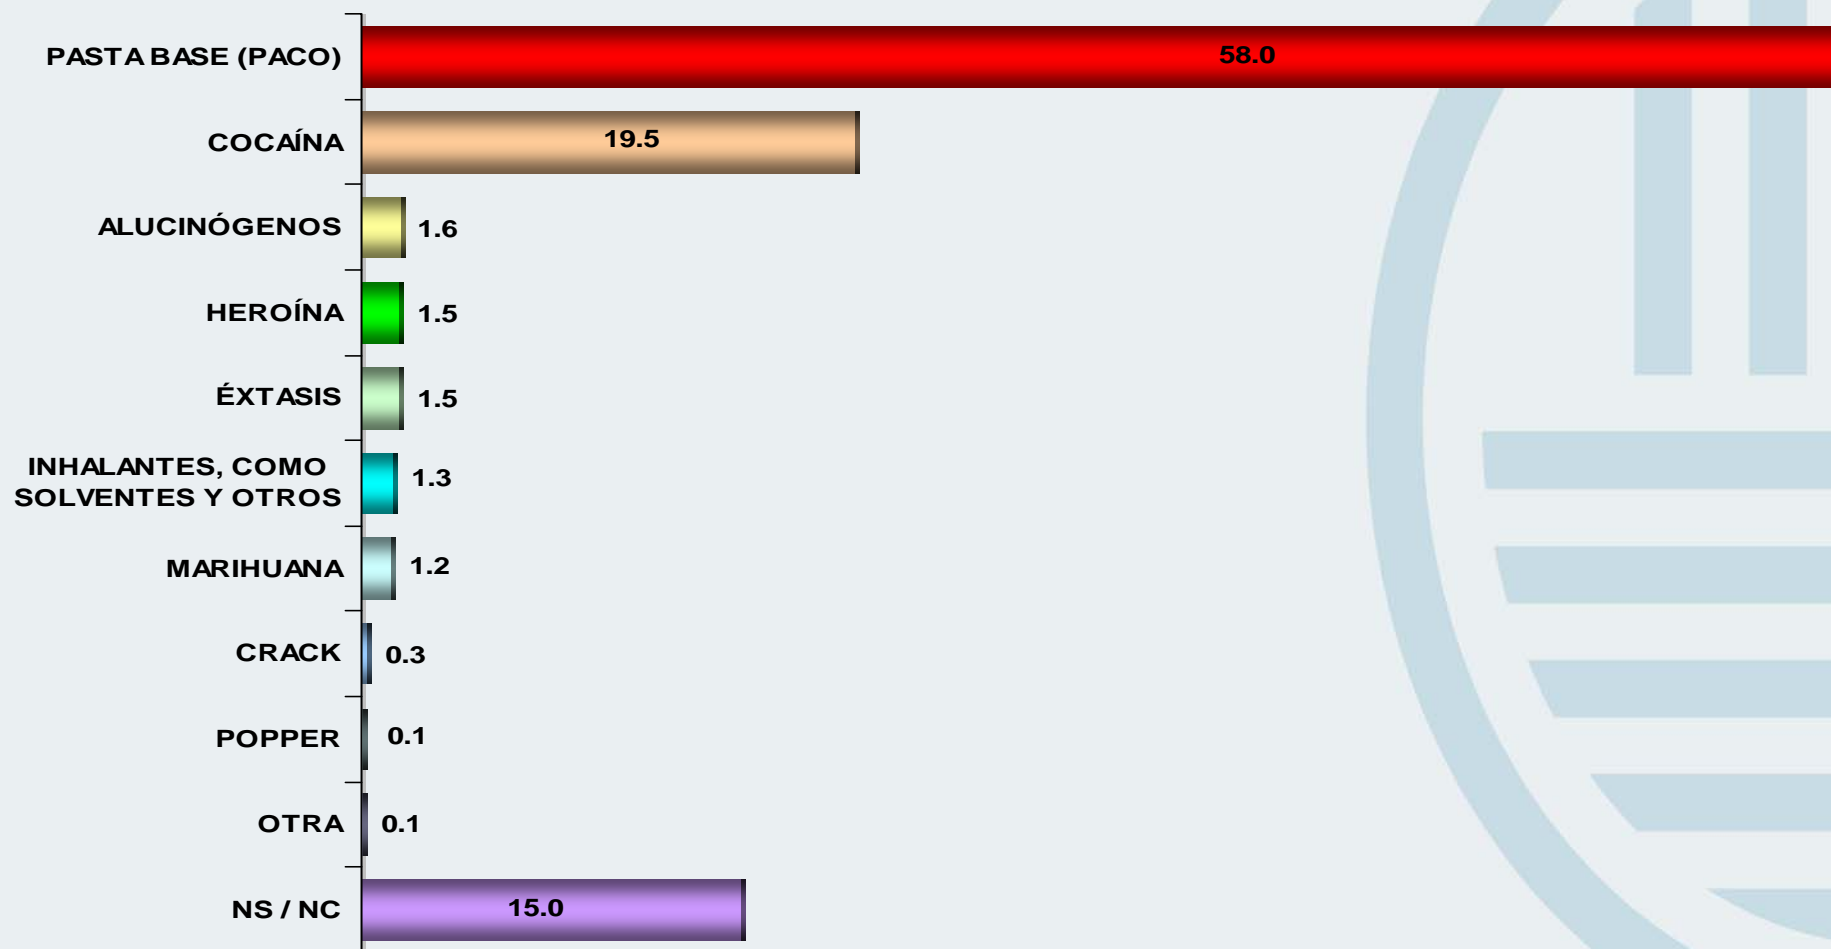 PASTA BASE (PACO) 58.0
COCAÍNA 19.5
ALUCINÓGENOS 1.6
HEROÍNA 1.5
ÉXTASIS 1.5
INHALANTES, COMO
SOLVENTES Y OTROS 1.3
MARIHUANA 1.2
CRACK 0.3
POPPER 0.1
OTRA 0.1
NS / NC 15.0